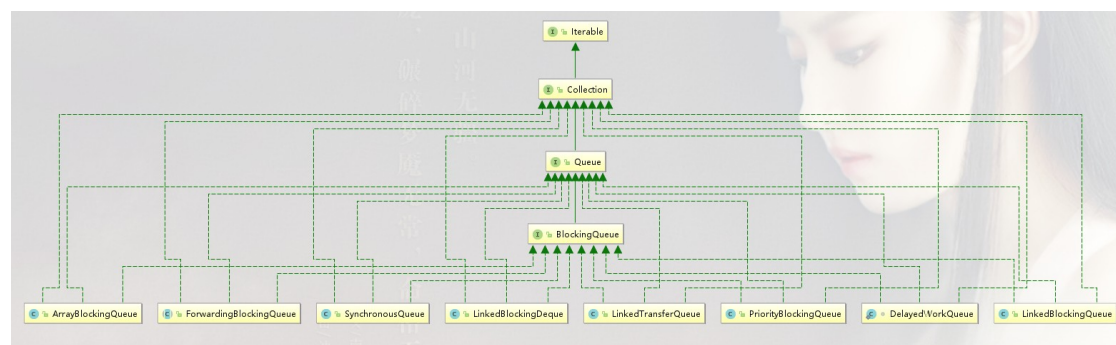 Iterable
Collection
Queue
BlockingQueue
ArrayBlockingQueue
ForwardingBlockingQueue
SynchronousQueue
LinkedBlockingDeque
LinkedTransferQueue
PriorityBlockingQueue
DelayedWorkQueue
LinkedBlockingQueue